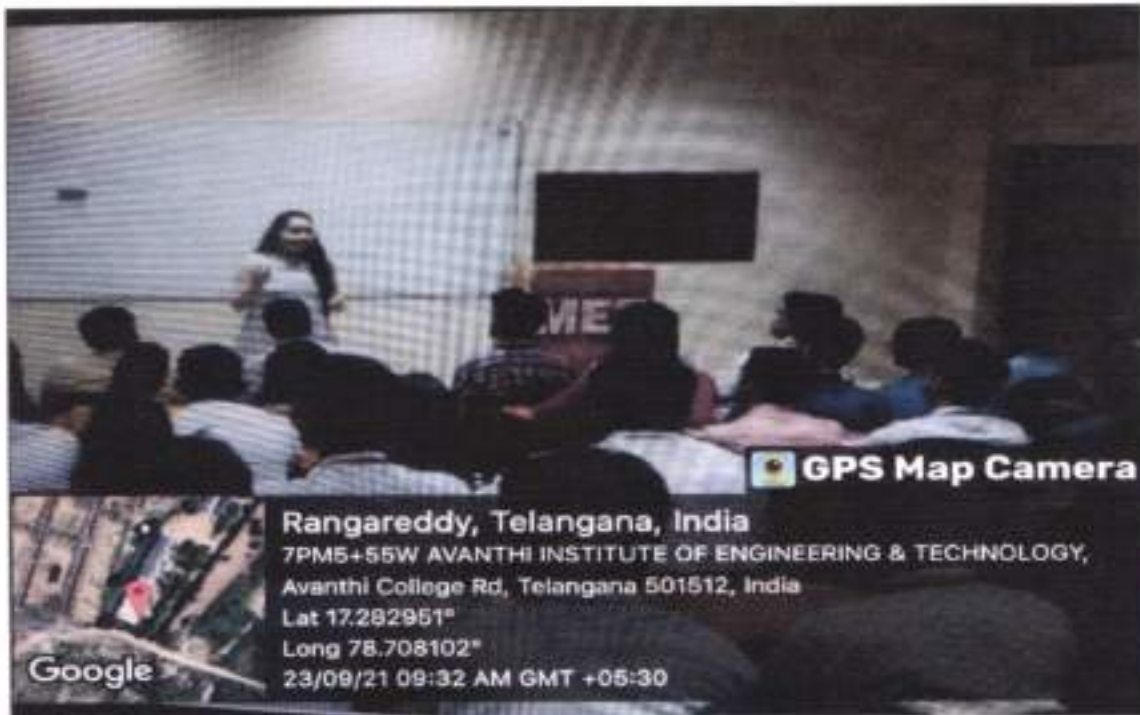 ME
GPS Map Camera
Rangareddy, Telangana, India
7PM5+55W AVANTHI INSTITUTE OF ENGINEERING & TECHNOLOGY,
Avanthi College Rd, Telangana 501512, India
Lat 17.282951°
Long 78.708102°
23/09/21 09:32 AM GMT +05:30
Google